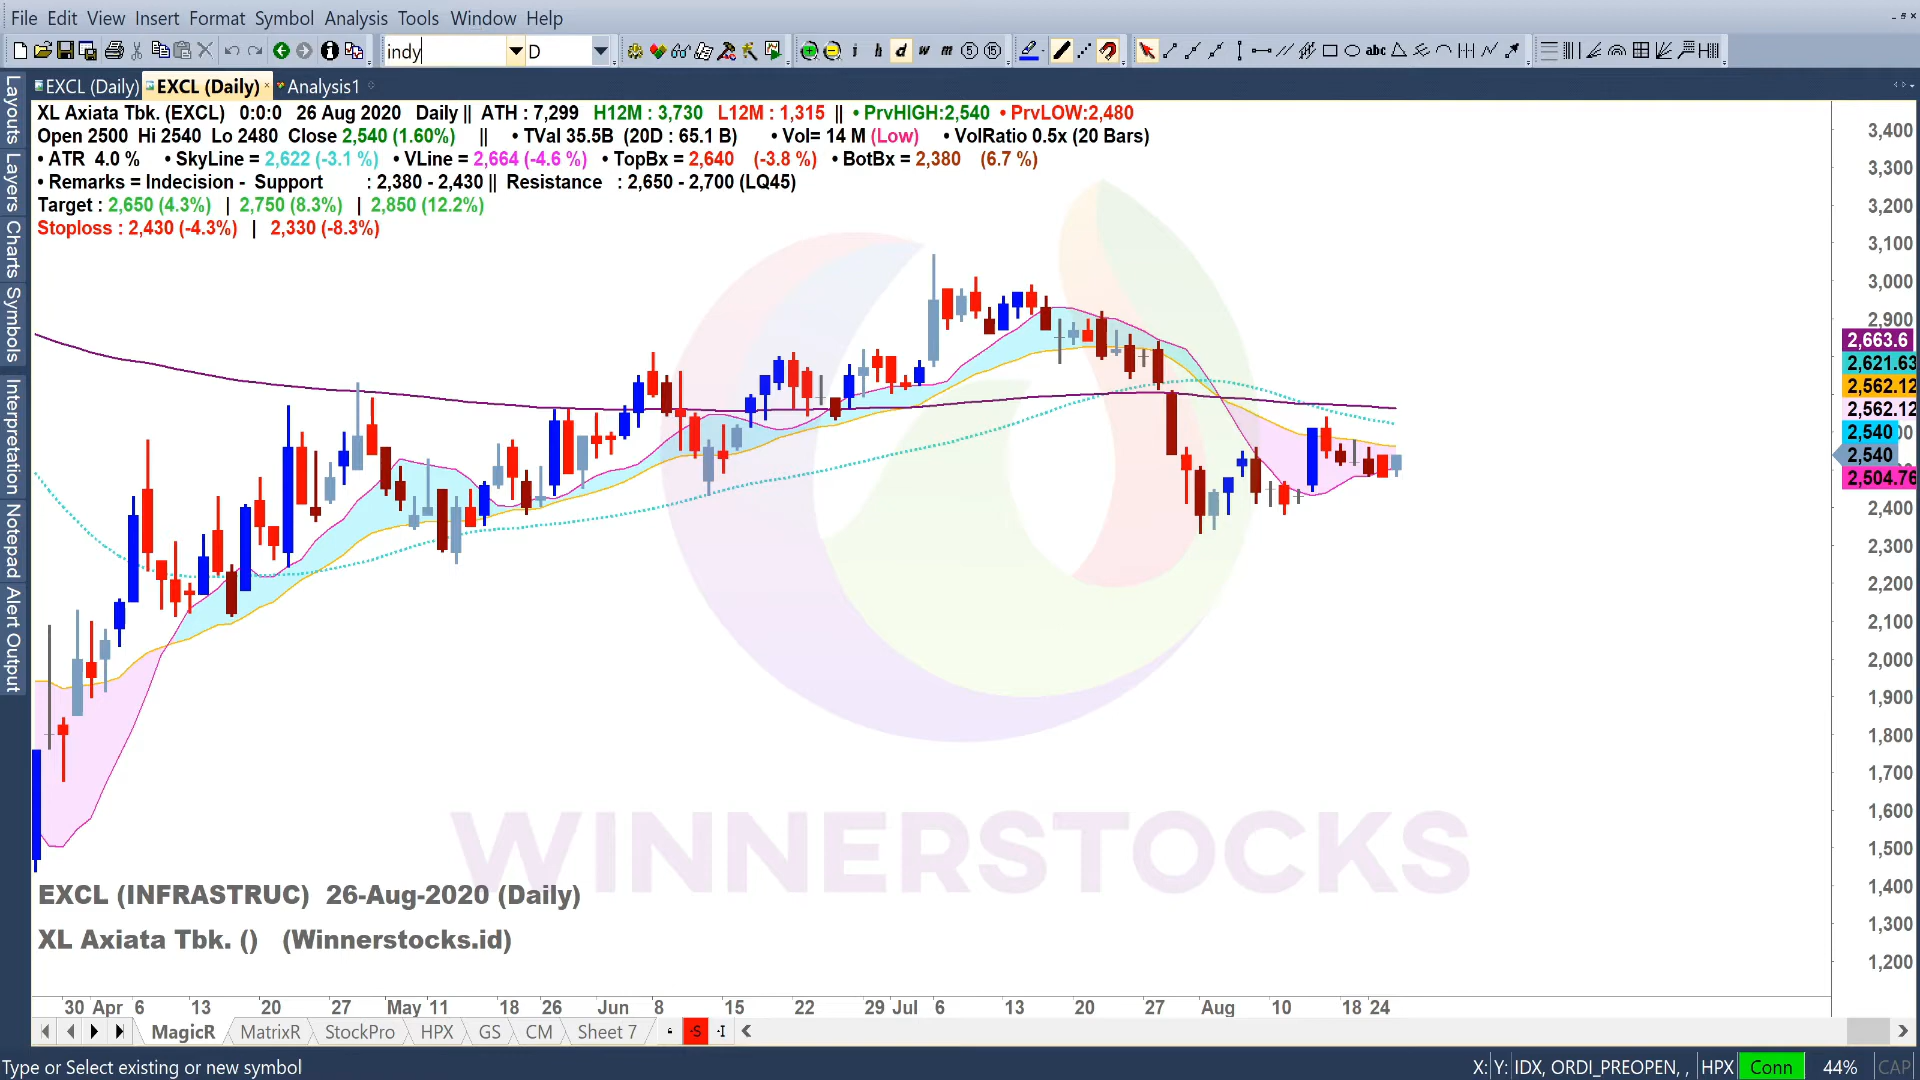 File Edit View Insert Format Symbol Analysis Tools Window Help
indy D i h d w m 5 15 abc
EXCL (Daily) EXCL (Daily) Analysis1
XL Axiata Tbk. (EXCL) 0:0:0 26 Aug 2020 Daily || ATH : 7,299 H12M : 3,730 L12M : 1,315 || • PrvHIGH:2,540 • PrvLOW:2,480
Open 2500 Hi 2540 Lo 2480 Close 2,540 (1.60%) || • TVal 35.5B (20D : 65.1 B) • Vol= 14 M (Low) • VolRatio 0.5x (20 Bars)
• ATR 4.0 % • SkyLine = 2,622 (-3.1 %) • VLine = 2,664 (-4.6 %) • TopBx = 2,640 (-3.8 %) • BotBx = 2,380 (6.7 %)
• Remarks = Indecision - Support : 2,380 - 2,430 || Resistance : 2,650 - 2,700 (LQ45)
Target : 2,650 (4.3%) | 2,750 (8.3%) | 2,850 (12.2%)
Stoploss : 2,430 (-4.3%) | 2,330 (-8.3%)
Layouts
Layers
Charts
Symbols
Interpretation
Notepad
Alert Output
3,400
3,300
3,200
3,100
3,000
2,900
2,663.6
2,621.63
2,562.12
2,562.12
2,540
2,540
2,504.76
2,400
2,300
2,200
2,100
2,000
1,900
1,800
1,700
1,600
1,500
1,400
1,300
1,200
WINNERSTOCKS
EXCL (INFRASTRUC) 26-Aug-2020 (Daily)
XL Axiata Tbk. () (Winnerstocks.id)
30 Apr 6 13 20 27 May 11 18 26 Jun 8 15 22 29 Jul 6 13 20 27 Aug 10 18 24
MagicR MatrixR StockPro HPX GS CM Sheet 7 -S -I
Type or Select existing or new symbol X: Y: IDX, ORDI_PREOPEN, , HPX Conn 44% CAP